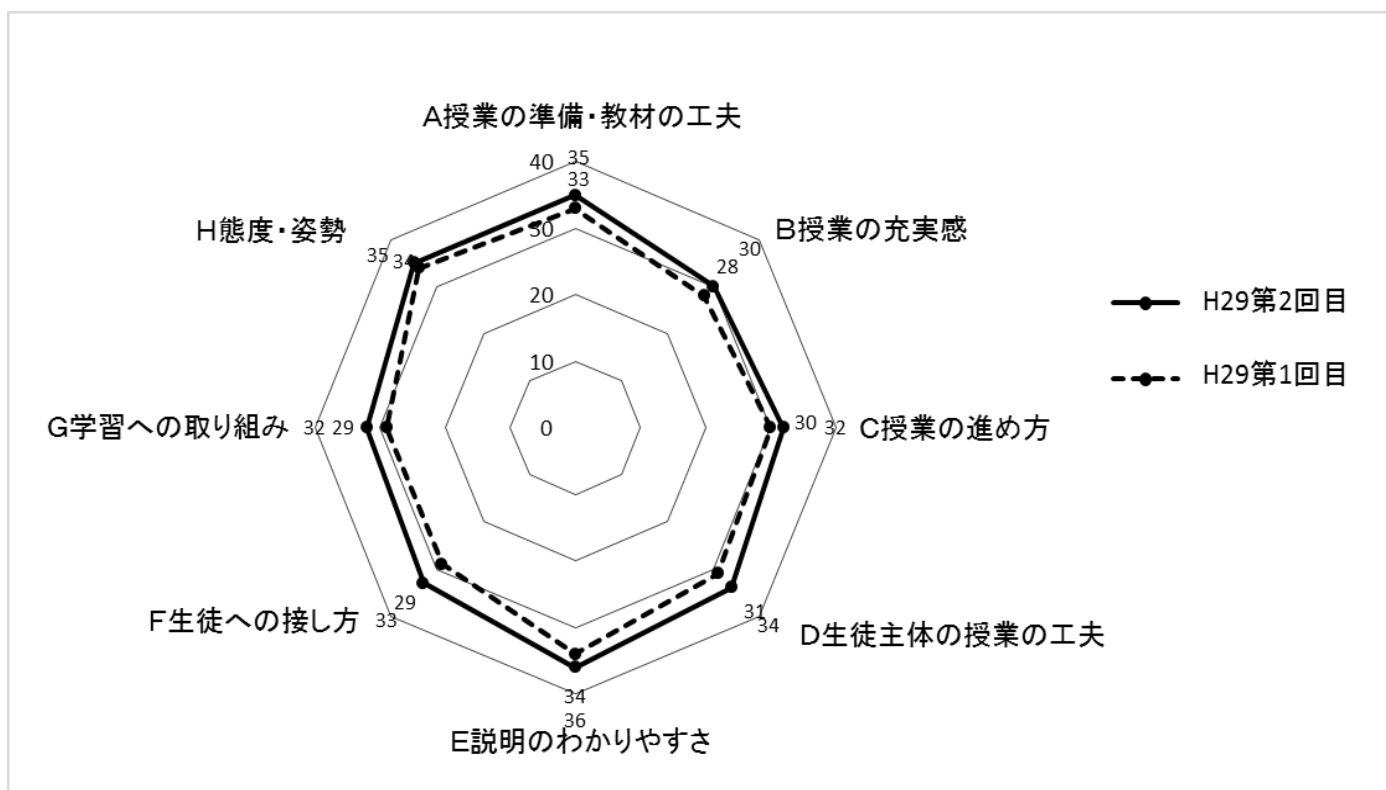 A授業の準備・教材の工夫
40 35
33
30
20
10
0
B授業の充実感
30
28
C授業の進め方
30 32
D生徒主体の授業の工夫
31
34
E説明のわかりやすさ
34
36
F生徒への接し方
29
33
G学習への取り組み
32 29
H態度・姿勢
35 34
H29第2回目
H29第1回目